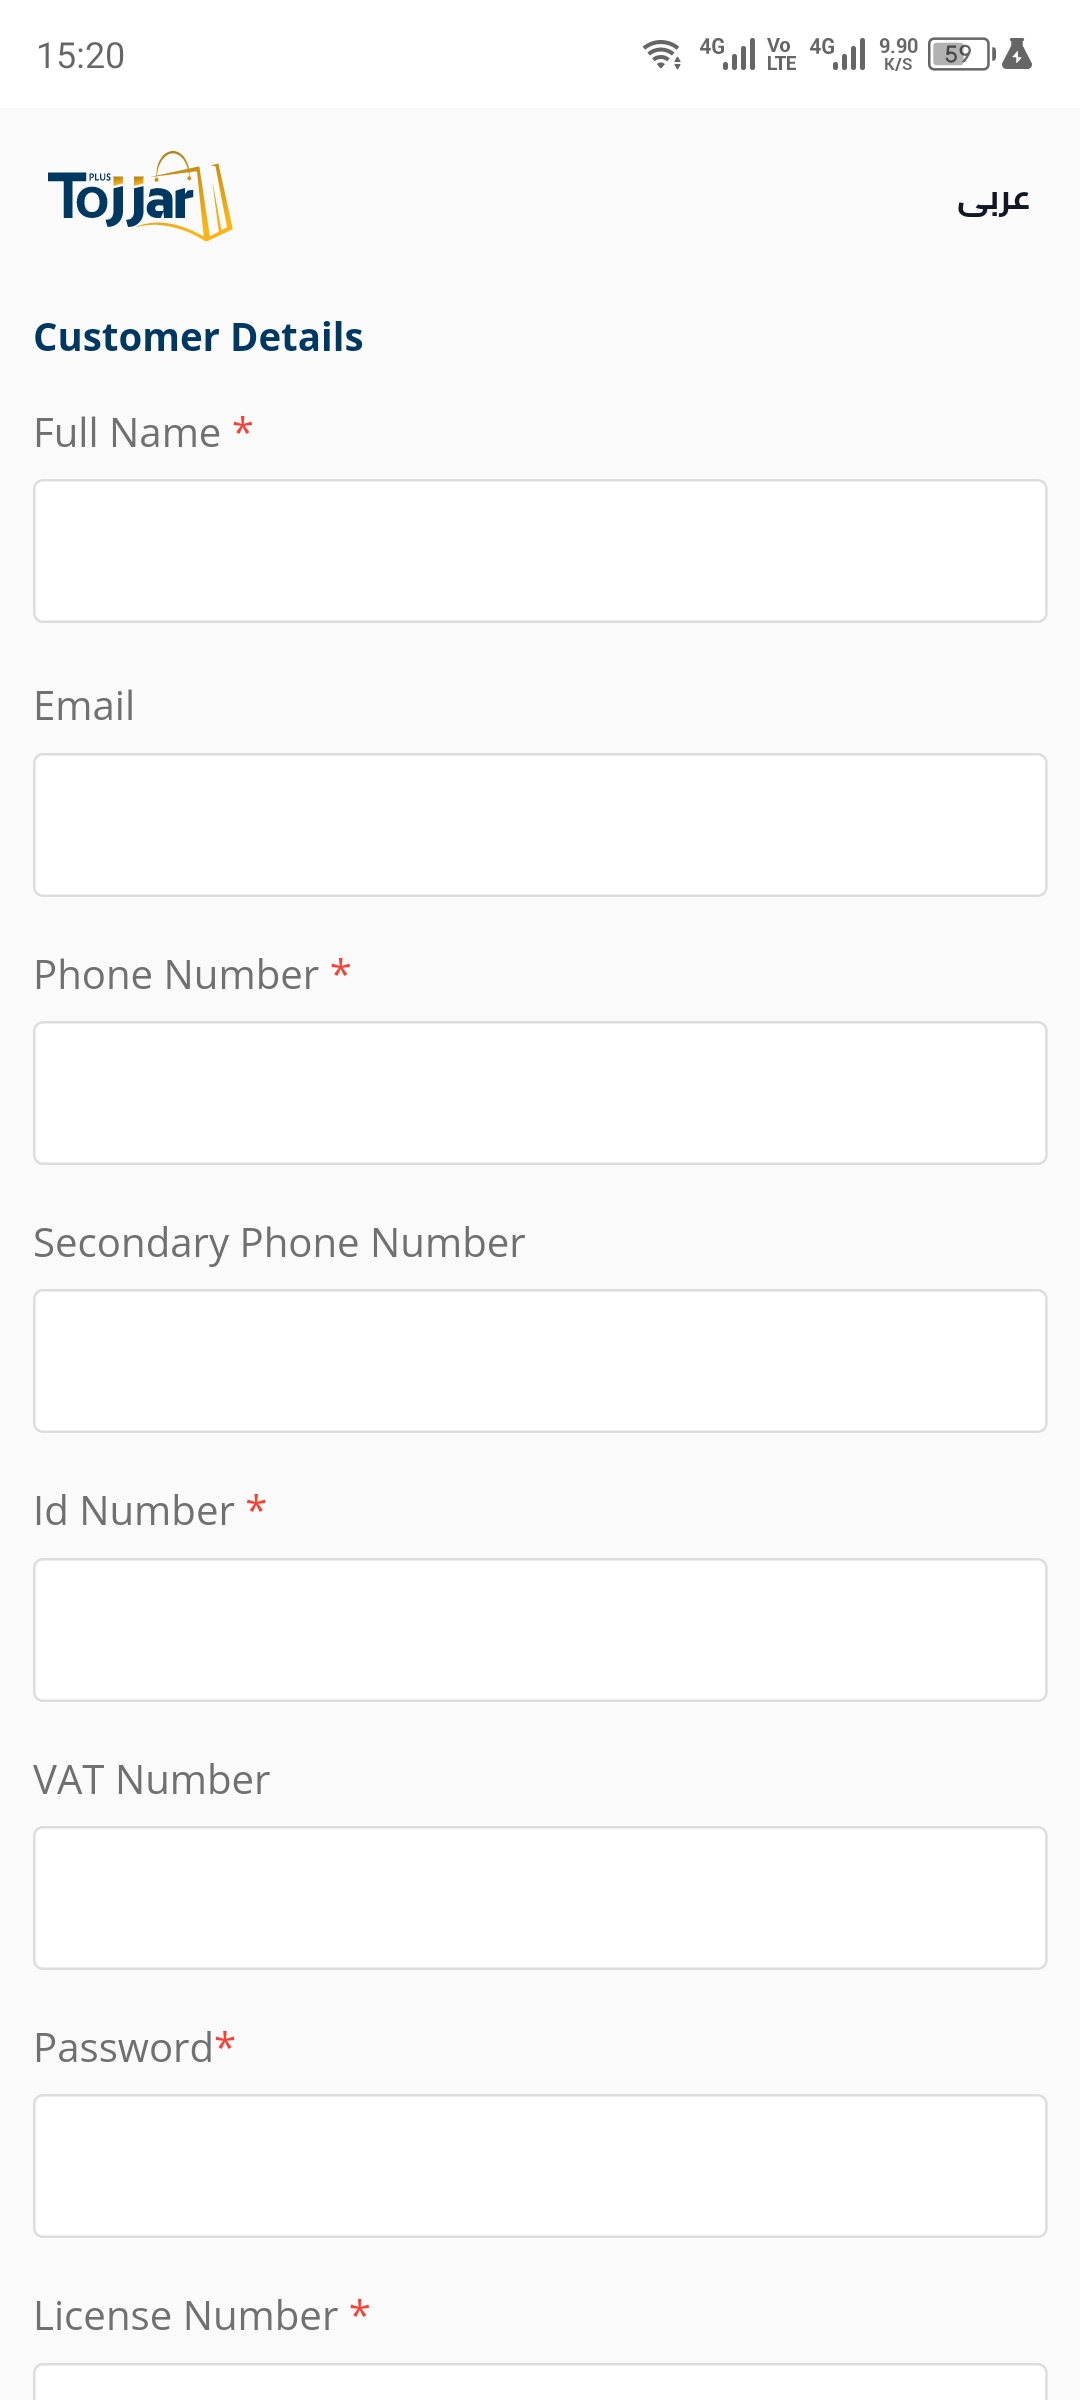 15:20
4G Vo LTE 4G 9.90 K/S 59
Tojjar PLUS
عربى
Customer Details
Full Name *
Email
Phone Number *
Secondary Phone Number
Id Number *
VAT Number
Password*
License Number *